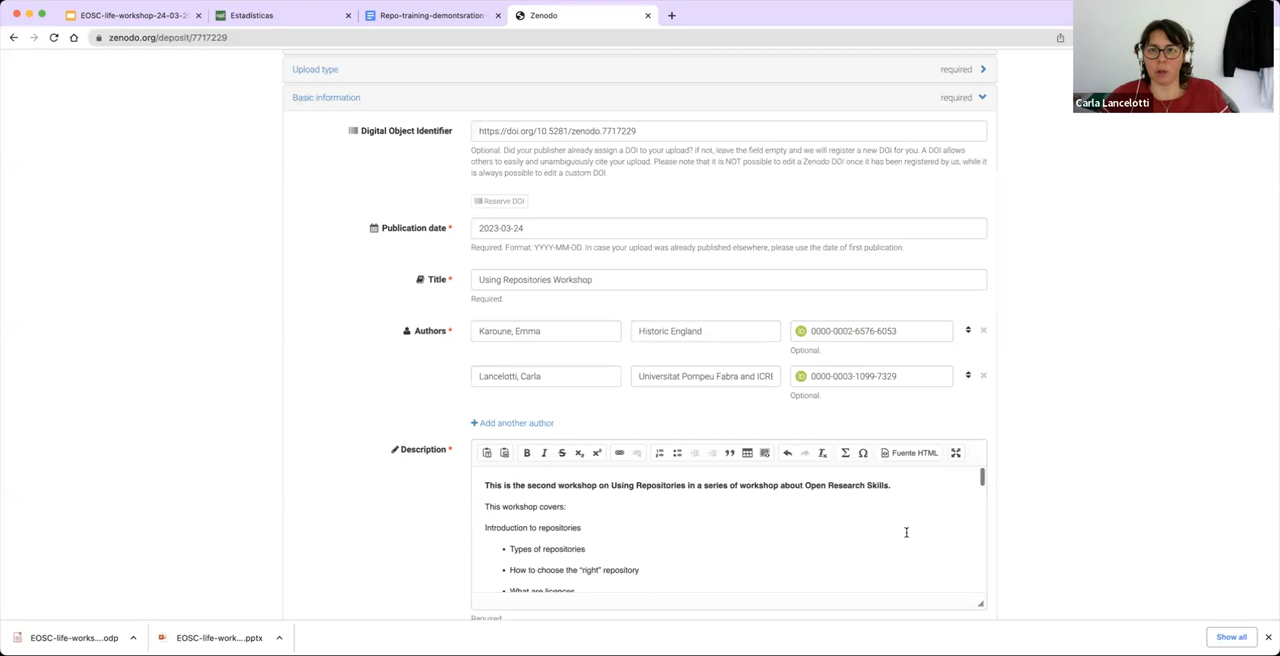 EOSC-life-workshop-24-03-2
Estadísticas
Repo-training-demontsration
Zenodo
zenodo.org/deposit/7717229
Carla Lancelotti
Upload type required
Basic information required
Digital Object Identifier https://doi.org/10.5281/zenodo.7717229
Optional. Did your publisher already assign a DOI to your upload? If not, leave the field empty and we will register a new DOI for you. A DOI allows
others to easily and unambiguously cite your upload. Please note that it is NOT possible to edit a Zenodo DOI once it has been registered by us, while it
is always possible to edit a custom DOI.
Reserve DOI
Publication date * 2023-03-24
Required. Format: YYYY-MM-DD. In case your upload was already published elsewhere, please use the date of first publication.
Title * Using Repositories Workshop
Required.
Authors * Karoune, Emma Historic England iD 0000-0002-6576-6053
Optional.
Lancelotti, Carla Universitat Pompeu Fabra and ICRE iD 0000-0003-1099-7329
Optional.
+ Add another author
Description *
B I S x₂ x² Σ Ω Fuente HTML
This is the second workshop on Using Repositories in a series of workshop about Open Research Skills.
This workshop covers:
Introduction to repositories
• Types of repositories
• How to choose the "right" repository
• What are licences
Required.
EOSC-life-works....odp
EOSC-life-work....pptx
Show all